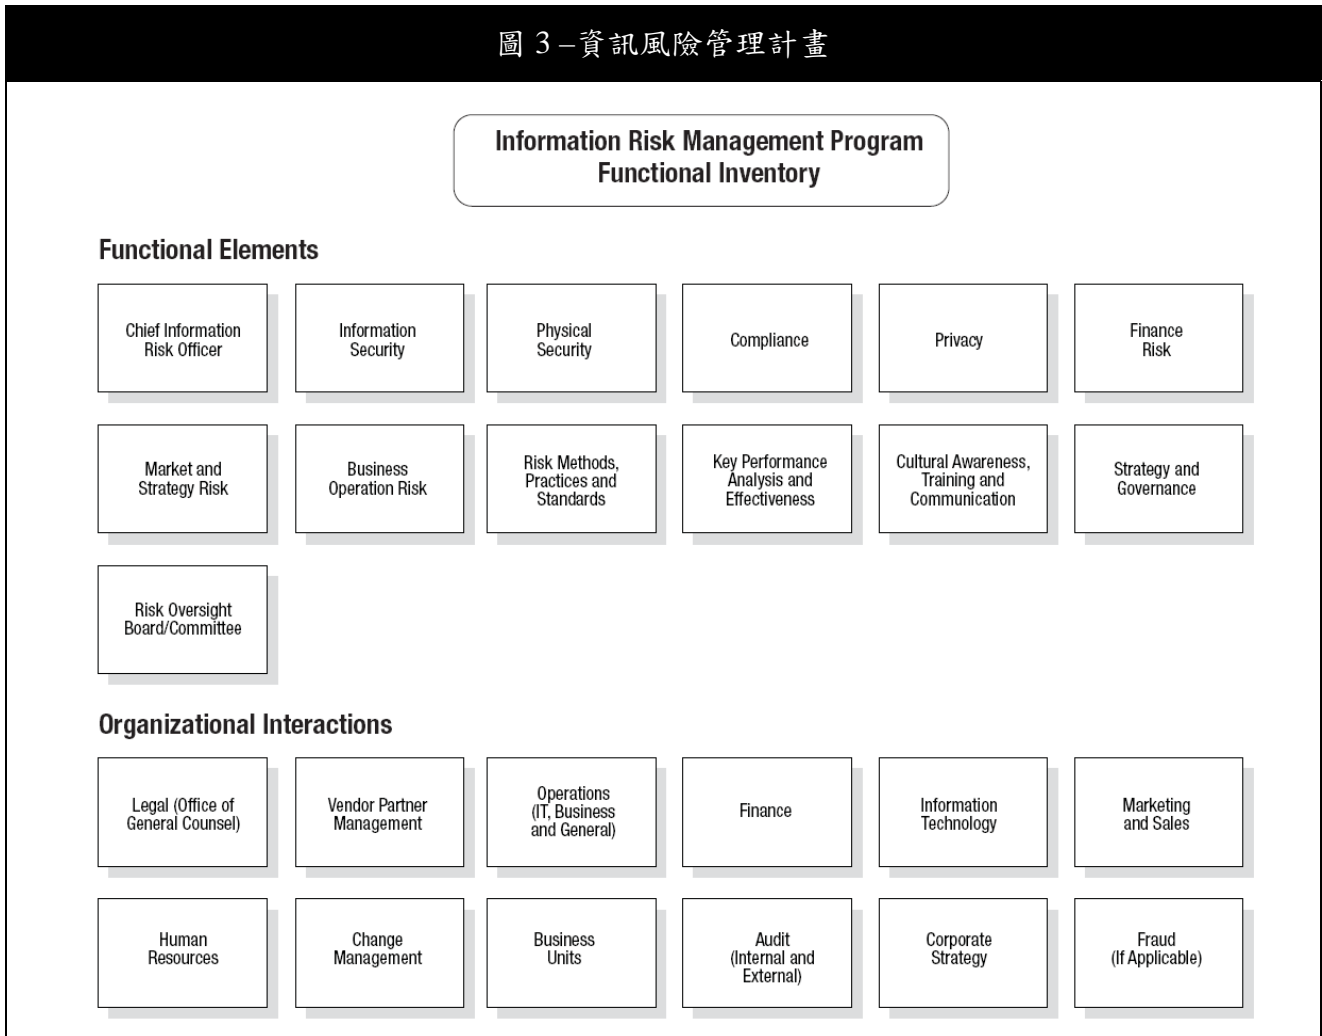 圖 3 –資訊風險管理計畫
Information Risk Management Program
Functional Inventory
Functional Elements
Chief Information
Risk Officer
Information
Security
Physical
Security
Compliance
Privacy
Finance
Risk
Market and
Strategy Risk
Business
Operation Risk
Risk Methods,
Practices and
Standards
Key Performance
Analysis and
Effectiveness
Cultural Awareness,
Training and
Communication
Strategy and
Governance
Risk Oversight
Board/Committee
Organizational Interactions
Legal (Office of
General Counsel)
Vendor Partner
Management
Operations
(IT, Business
and General)
Finance
Information
Technology
Marketing
and Sales
Human
Resources
Change
Management
Business
Units
Audit
(Internal and
External)
Corporate
Strategy
Fraud
(If Applicable)